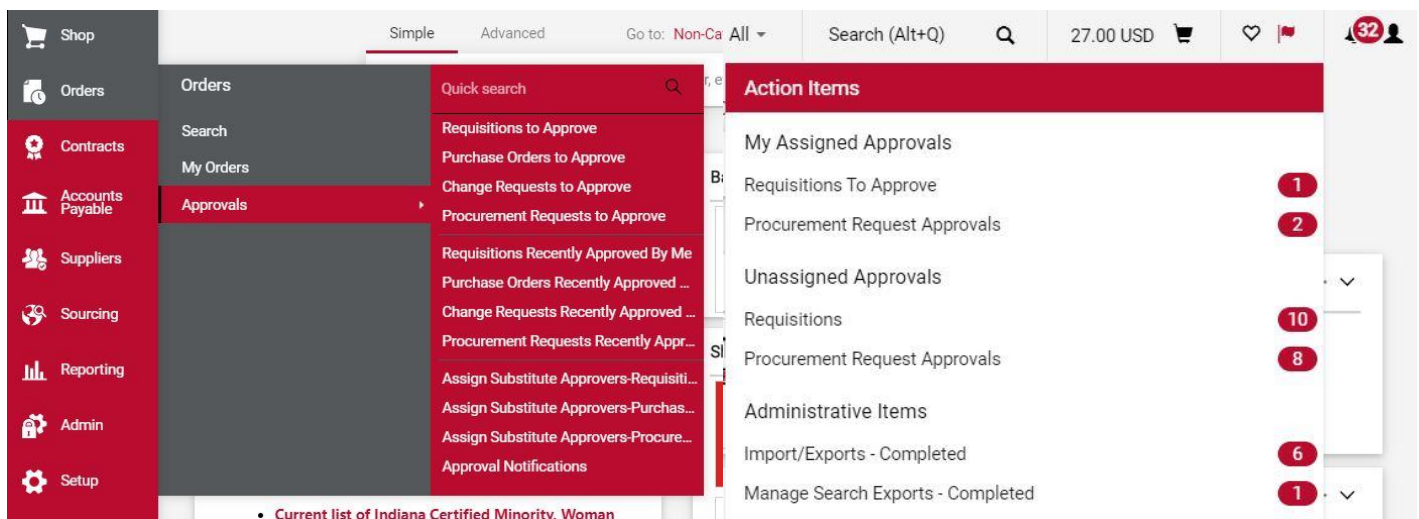 Shop
Orders
Contracts
Accounts
Payable
Suppliers
Sourcing
Reporting
Admin
Setup
Orders
Search
My Orders
Approvals
Simple
Advanced
Go to: Non-Ca
Quick search
Requisitions to Approve
Purchase Orders to Approve
Change Requests to Approve
Procurement Requests to Approve
Requisitions Recently Approved By Me
Purchase Orders Recently Approved ...
Change Requests Recently Approved ...
Procurement Requests Recently Appr...
Assign Substitute Approvers-Requisiti...
Assign Substitute Approvers-Purchas...
Assign Substitute Approvers-Procure...
Approval Notifications
• Current list of Indiana Certified Minority, Woman
All
Search (Alt+Q)
27.00 USD
32
Action Items
My Assigned Approvals
Requisitions To Approve 1
Procurement Request Approvals 2
Unassigned Approvals
Requisitions 10
Procurement Request Approvals 8
Administrative Items
Import/Exports - Completed 6
Manage Search Exports - Completed 1